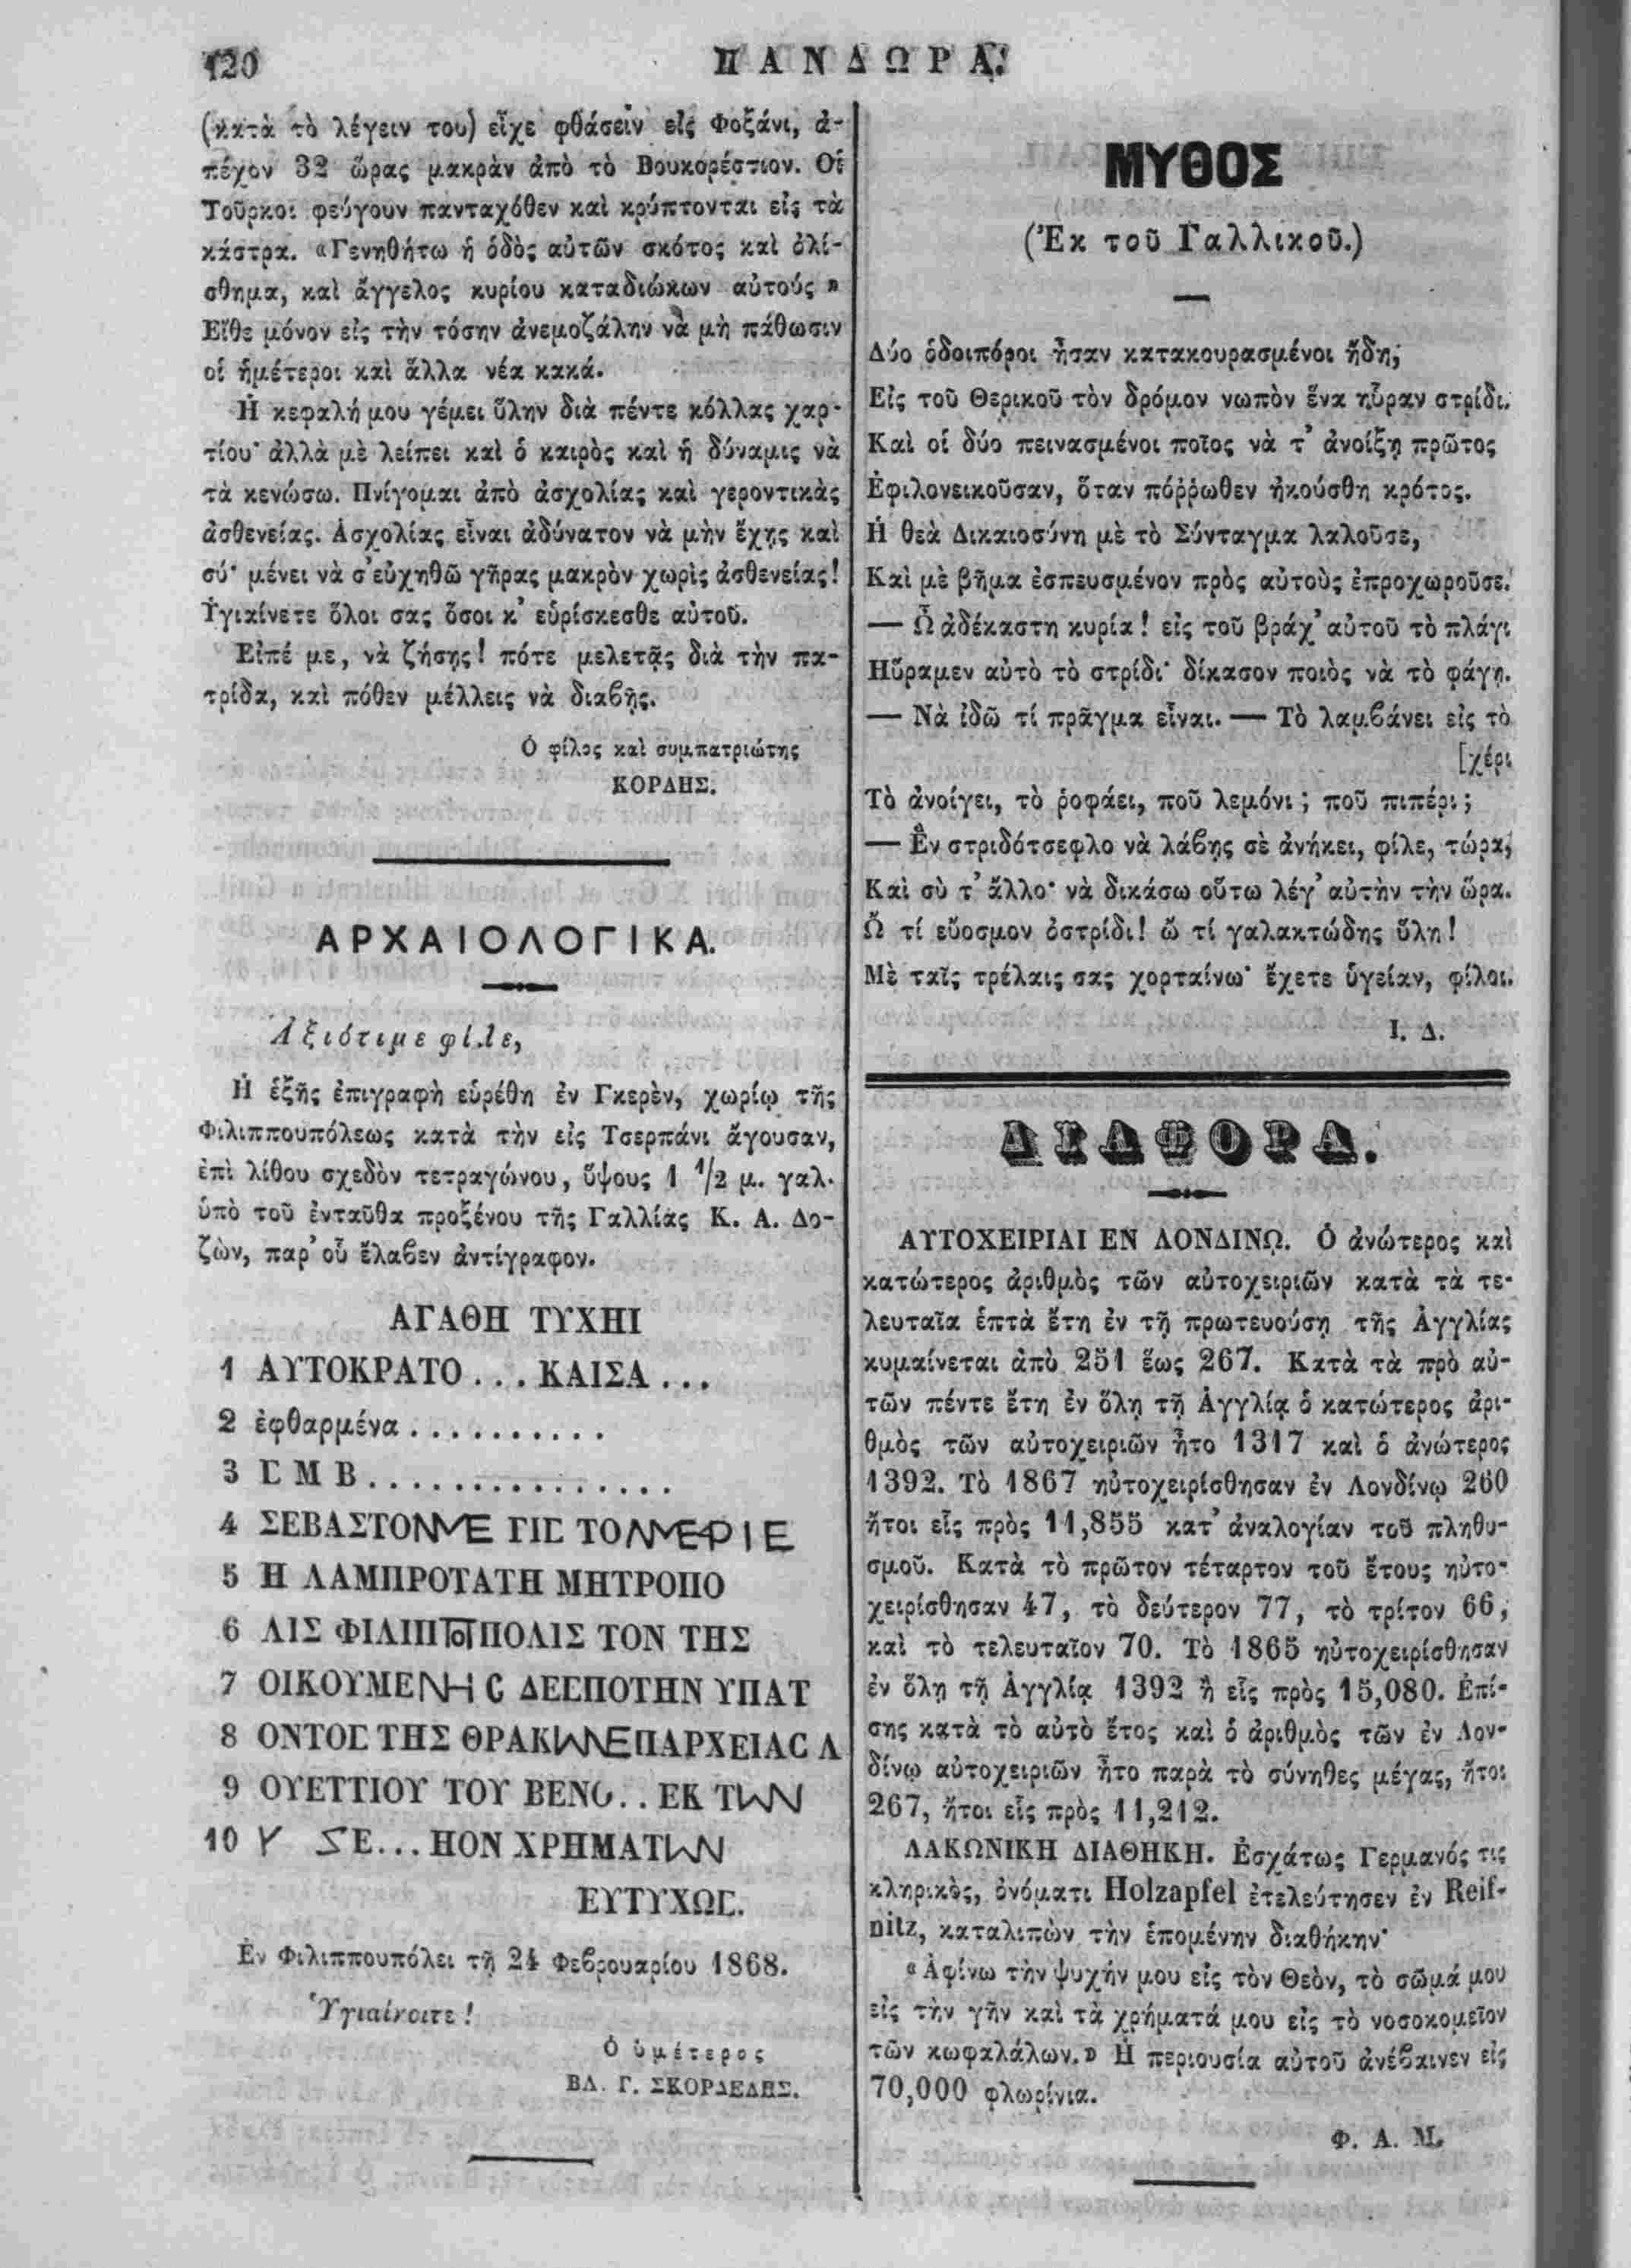 120
ΠΑΝΔΩΡΑ.
(κατὰ τὸ λέγειν του) εἶχε φθάσειν εἰς Φοξάνι, ἀ-
πέχον 32 ὥρας μακρὰν ἀπὸ τὸ Βουκορέστιον. Οἱ
Τοῦρκοι φεύγουν πανταχόθεν καὶ κρύπτονται εἰς τὰ
κάστρα. «Γενηθήτω ἡ ὁδὸς αὐτῶν σκότος καὶ ὀλί-
σθημα, καὶ ἄγγελος κυρίου καταδιώκων αὐτούς»
Εἴθε μόνον εἰς τὴν τόσην ἀνεμοζάλην νὰ μὴ πάθωσιν
οἱ ἡμέτεροι καὶ ἄλλα νέα κακά.
Ἡ κεφαλή μου γέμει ὕλην διὰ πέντε κόλλας χαρ-
τίου· ἀλλὰ μὲ λείπει καὶ ὁ καιρὸς καὶ ἡ δύναμις νὰ
τὰ κενώσω. Πνίγομαι ἀπὸ ἀσχολίας καὶ γεροντικὰς
ἀσθενείας. Ἀσχολίας εἶναι ἀδύνατον νὰ μὴν ἔχῃς καὶ
σύ· μένει νὰ σ' εὐχηθῶ γῆρας μακρὸν χωρὶς ἀσθενείας!
Ὑγιαίνετε ὅλοι σας ὅσοι κ' εὑρίσκεσθε αὐτοῦ.
Εἰπέ με, νὰ ζήσῃς! πότε μελετᾷς διὰ τὴν πα-
τρίδα, καὶ πόθεν μέλλεις νὰ διαβῇς.
Ὁ φίλος καὶ συμπατριώτης
ΚΟΡΔΗΣ.
ΑΡΧΑΙΟΛΟΓΙΚΑ.
Ἀξιότιμε φίλε,
Ἡ ἑξῆς ἐπιγραφὴ εὑρέθη ἐν Γκερὲν, χωρίῳ τῆς
Φιλιππουπόλεως κατὰ τὴν εἰς Τσερπάνι ἄγουσαν,
ἐπὶ λίθου σχεδὸν τετραγώνου, ὕψους 1 1/2 μ. γαλ.
ὑπὸ τοῦ ἐνταῦθα προξένου τῆς Γαλλίας Κ. Α. Δο-
ζὼν, παρ' οὗ ἔλαβεν ἀντίγραφον.
ΑΓΑΘΗ ΤΥΧΗΙ
1 ΑΥΤΟΚΡΑΤΟ... ΚΑΙΣΑ...
2 ἐφθαρμένα..........
3 Σ Μ Β...............
4 ΣΕΒΑΣΤΟΝΜΕ ΓΙΣ ΤΟΛΜΕΦΙΕ
5 Η ΛΑΜΠΡΟΤΑΤΗ ΜΗΤΡΟΠΟ
6 ΛΙΣ ΦΙΛΙΠΠΟΠΟΛΙΣ ΤΟΝ ΤΗΣ
7 ΟΙΚΟΥΜΕΝΗC ΔΕΣΠΟΤΗΝ ΥΠΑΤ
8 ΟΝΤΟΣ ΤΗΣ ΘΡΑΚΩΝΕΠΑΡΧΕΙΑC Λ
9 ΟΥΕΤΤΙΟΥ ΤΟΥ ΒΕΝΟ.. ΕΚ ΤΩΝ
10 Υ ΣΕ... ΗΟΝ ΧΡΗΜΑΤΩΝ
ΕΥΤΥΧΩΣ.
Ἐν Φιλιππουπόλει τῇ 24 Φεβρουαρίου 1868.
Ὑγιαίνοιτε!
Ὁ ὑμέτερος
ΒΛ. Γ. ΣΚΟΡΔΕΛΗΣ.
ΜΥΘΟΣ
(Ἐκ τοῦ Γαλλικοῦ.)
Δύο ὁδοιπόροι ἦσαν κατακουρασμένοι ἤδη,
Εἰς τοῦ Θερικοῦ τὸν δρόμον νωπὸν ἕνα ηὗραν στρίδι.
Καὶ οἱ δύο πεινασμένοι ποῖος νὰ τ' ἀνοίξῃ πρῶτος
Ἐφιλονεικοῦσαν, ὅταν πόῤῥωθεν ἠκούσθη κρότος.
Ἡ θεὰ Δικαιοσύνη μὲ τὸ Σύνταγμα λαλοῦσε,
Καὶ μὲ βῆμα ἐσπευσμένον πρὸς αὐτοὺς ἐπροχωροῦσε.
— Ὦ ἀδέκαστη κυρία! εἰς τοῦ βράχ' αὐτοῦ τὸ πλάγι
Ηὕραμεν αὐτὸ τὸ στρίδι· δίκασον ποιὸς νὰ τὸ φάγῃ.
— Νὰ ἰδῶ τί πρᾶγμα εἶναι. — Τὸ λαμβάνει εἰς τὸ
[χέρι
Τὸ ἀνοίγει, τὸ ῥοφάει, ποῦ λεμόνι; ποῦ πιπέρι;
— Ἓν στριδότσεφλο νὰ λάβῃς σὲ ἀνήκει, φίλε, τώρα,
Καὶ σὺ τ' ἄλλο· νὰ δικάσω οὕτω λέγ' αὐτὴν τὴν ὥρα.
Ὢ τί εὔοσμον ὀστρίδι! ὢ τί γαλακτώδης ὕλη!
Μὲ ταῖς τρέλαις σας χορταίνω· ἔχετε ὑγείαν, φίλοι.
Ι. Δ.
ΔΙΑΦΟΡΑ.
ΑΥΤΟΧΕΙΡΙΑΙ ΕΝ ΛΟΝΔΙΝῼ. Ὁ ἀνώτερος καὶ
κατώτερος ἀριθμὸς τῶν αὐτοχειριῶν κατὰ τὰ τε-
λευταῖα ἑπτὰ ἔτη ἐν τῇ πρωτευούσῃ τῆς Ἀγγλίας
κυμαίνεται ἀπὸ 251 ἕως 267. Κατὰ τὰ πρὸ αὐ-
τῶν πέντε ἔτη ἐν ὅλῃ τῇ Ἀγγλίᾳ ὁ κατώτερος ἀρι-
θμὸς τῶν αὐτοχειριῶν ἦτο 1317 καὶ ὁ ἀνώτερος
1392. Τὸ 1867 ηὐτοχειρίσθησαν ἐν Λονδίνῳ 260
ἤτοι εἷς πρὸς 11,855 κατ' ἀναλογίαν τοῦ πληθυ-
σμοῦ. Κατὰ τὸ πρῶτον τέταρτον τοῦ ἔτους ηὐτο-
χειρίσθησαν 47, τὸ δεύτερον 77, τὸ τρίτον 66,
καὶ τὸ τελευταῖον 70. Τὸ 1865 ηὐτοχειρίσθησαν
ἐν ὅλῃ τῇ Ἀγγλίᾳ 1392 ἢ εἷς πρὸς 15,080. Ἐπί-
σης κατὰ τὸ αὐτὸ ἔτος καὶ ὁ ἀριθμὸς τῶν ἐν Λον-
δίνῳ αὐτοχειριῶν ἦτο παρὰ τὸ σύνηθες μέγας, ἤτοι
267, ἤτοι εἷς πρὸς 11,212.
ΛΑΚΩΝΙΚΗ ΔΙΑΘΗΚΗ. Ἐσχάτως Γερμανός τις
κληρικὸς, ὀνόματι Holzapfel ἐτελεύτησεν ἐν Reif-
nitz, καταλιπὼν τὴν ἑπομένην διαθήκην·
«Ἀφίνω τὴν ψυχήν μου εἰς τὸν Θεὸν, τὸ σῶμά μου
εἰς τὴν γῆν καὶ τὰ χρήματά μου εἰς τὸ νοσοκομεῖον
τῶν κωφαλάλων.» Ἡ περιουσία αὐτοῦ ἀνέβαινεν εἰς
70,000 φλωρίνια.
Φ. Α. Μ.